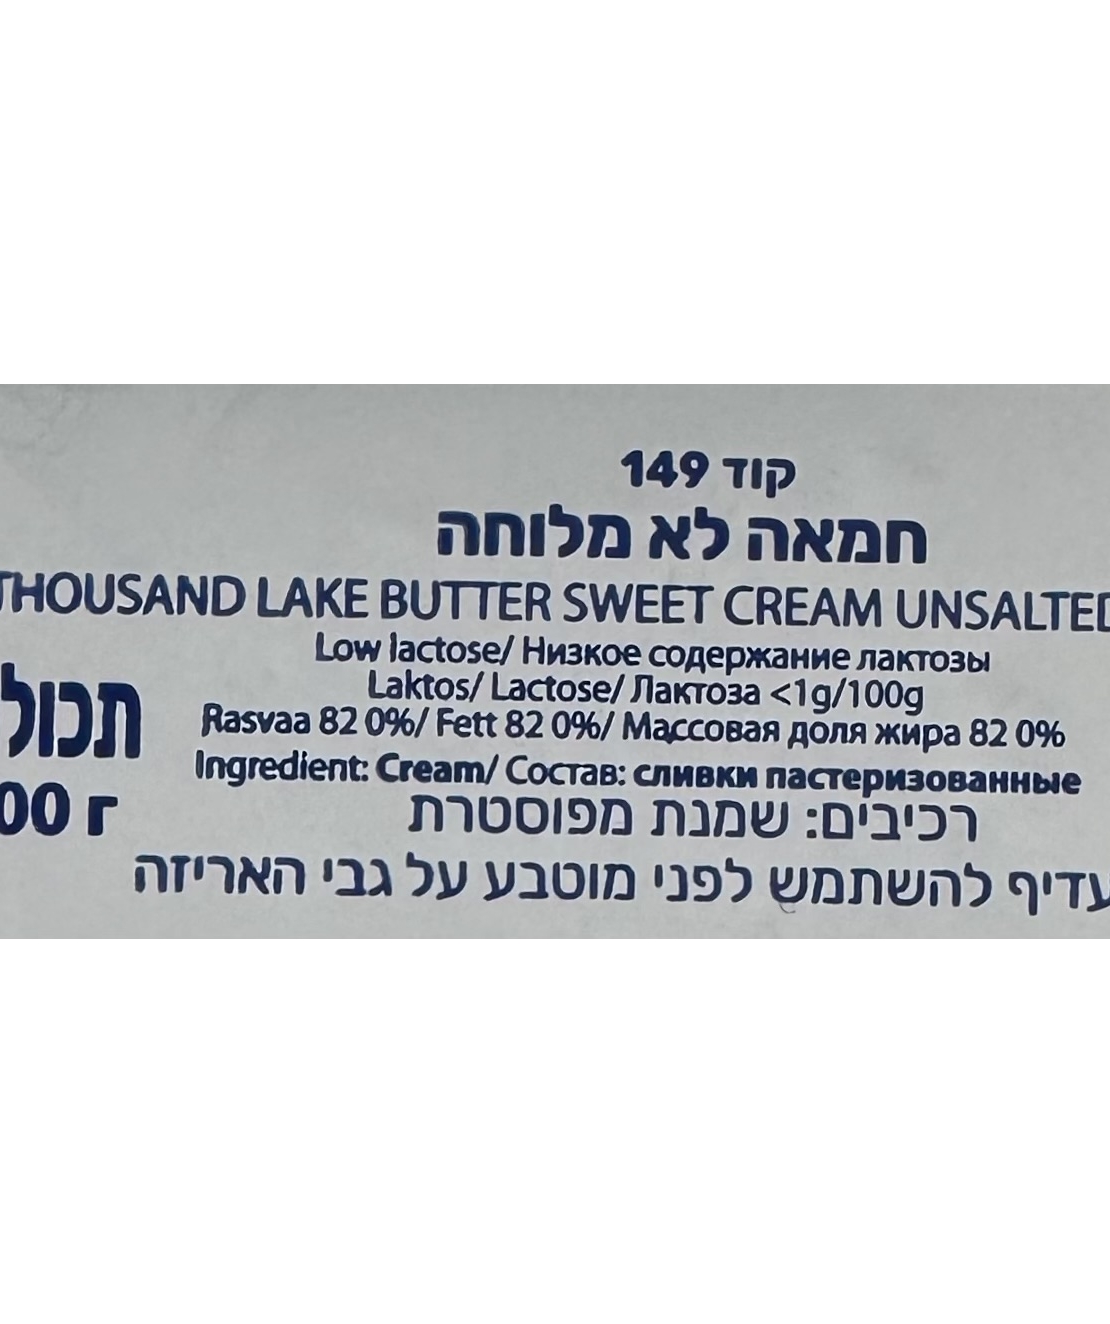 קוד 149
חמאה לא מלוחה
THOUSAND LAKE BUTTER SWEET CREAM UNSALTED
Low lactose/ Низкое содержание лактозы
Laktos/ Lactose/ Лактоза <1g/100g
Rasvaa 82 0%/ Fett 82 0%/ Массовая доля жира 82 0%
Ingredient: Cream/ Состав: сливки пастеризованные
רכיבים: שמנת מפוסטרת
עדיף להשתמש לפני מוטבע על גבי האריזה
תכול
00 г